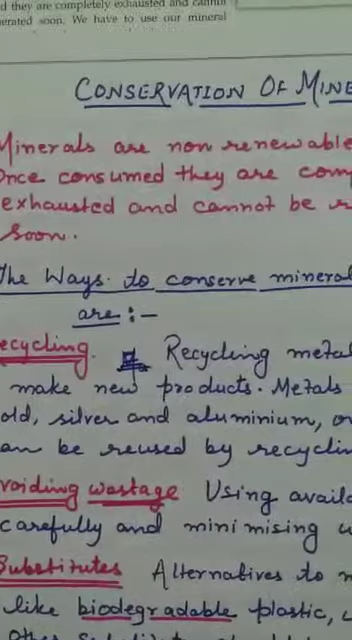 d they are completely exhausted and cannot
erated soon. We have to use our mineral
CONSERVATION OF MINE
Minerals are non renewable
Once consumed they are com
exhausted and cannot be r
soon.
The Ways to conserve mineral
are :-
ecycling. Recycling metal
make new products. Metals
old, silver and aluminium, o
an be reused by recyclin
voiding wastage Using availa
carefully and minimising w
Substitutes Alternatives to m
like biodegradable plastic,